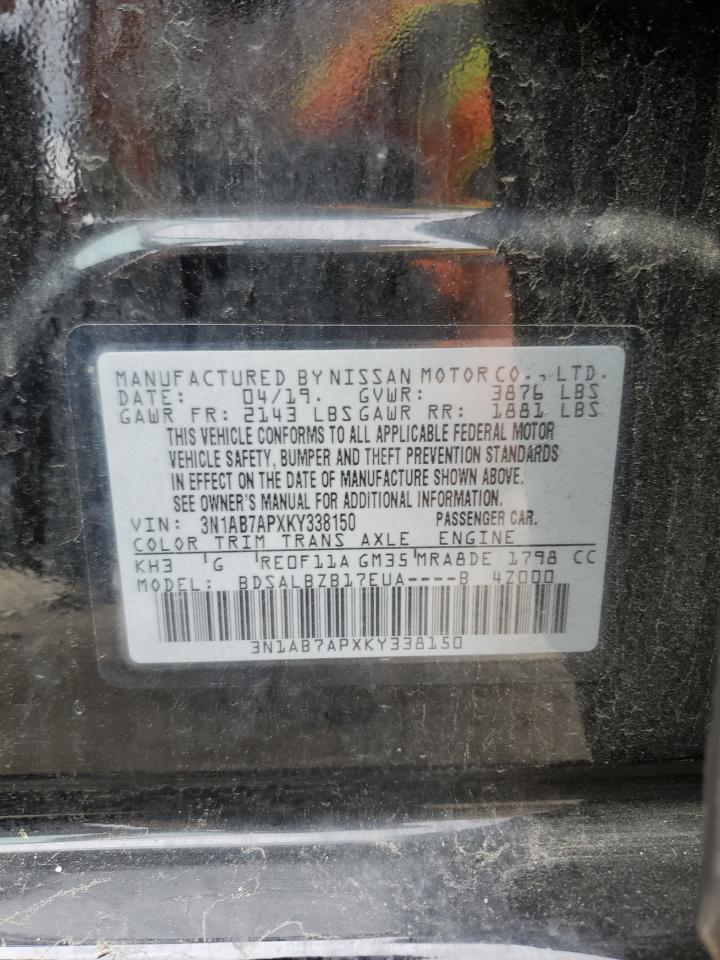 MANUFACTURED BY NISSAN MOTOR CO., LTD.
DATE: 04/19. GVWR: 3876 LBS
GAWR FR: 2143 LBS GAWR RR: 1881 LBS
THIS VEHICLE CONFORMS TO ALL APPLICABLE FEDERAL MOTOR
VEHICLE SAFETY, BUMPER AND THEFT PREVENTION STANDARDS
IN EFFECT ON THE DATE OF MANUFACTURE SHOWN ABOVE.
SEE OWNER'S MANUAL FOR ADDITIONAL INFORMATION.
VIN: 3N1AB7APXKY338150 PASSENGER CAR.
COLOR TRIM TRANS AXLE ENGINE
KH3 G RE0F11A GM35 MRA8DE 1798 CC
MODEL: BDSALBZB17EUA----B 4Z000
3N1AB7APXKY338150